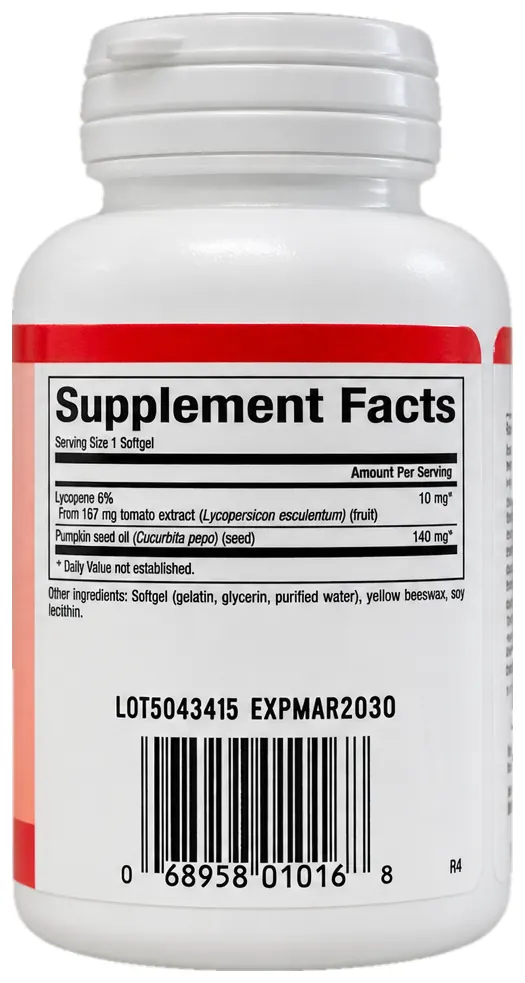 Supplement Facts
Serving Size 1 Softgel
Amount Per Serving
Lycopene 6% 10 mg*
From 167 mg tomato extract (Lycopersicon esculentum) (fruit)
Pumpkin seed oil (Cucurbita pepo) (seed) 140 mg*
* Daily Value not established.
Other ingredients: Softgel (gelatin, glycerin, purified water), yellow beeswax, soy
lecithin.
LOT5043415 EXPMAR2030
0 68958 01016 8
R4